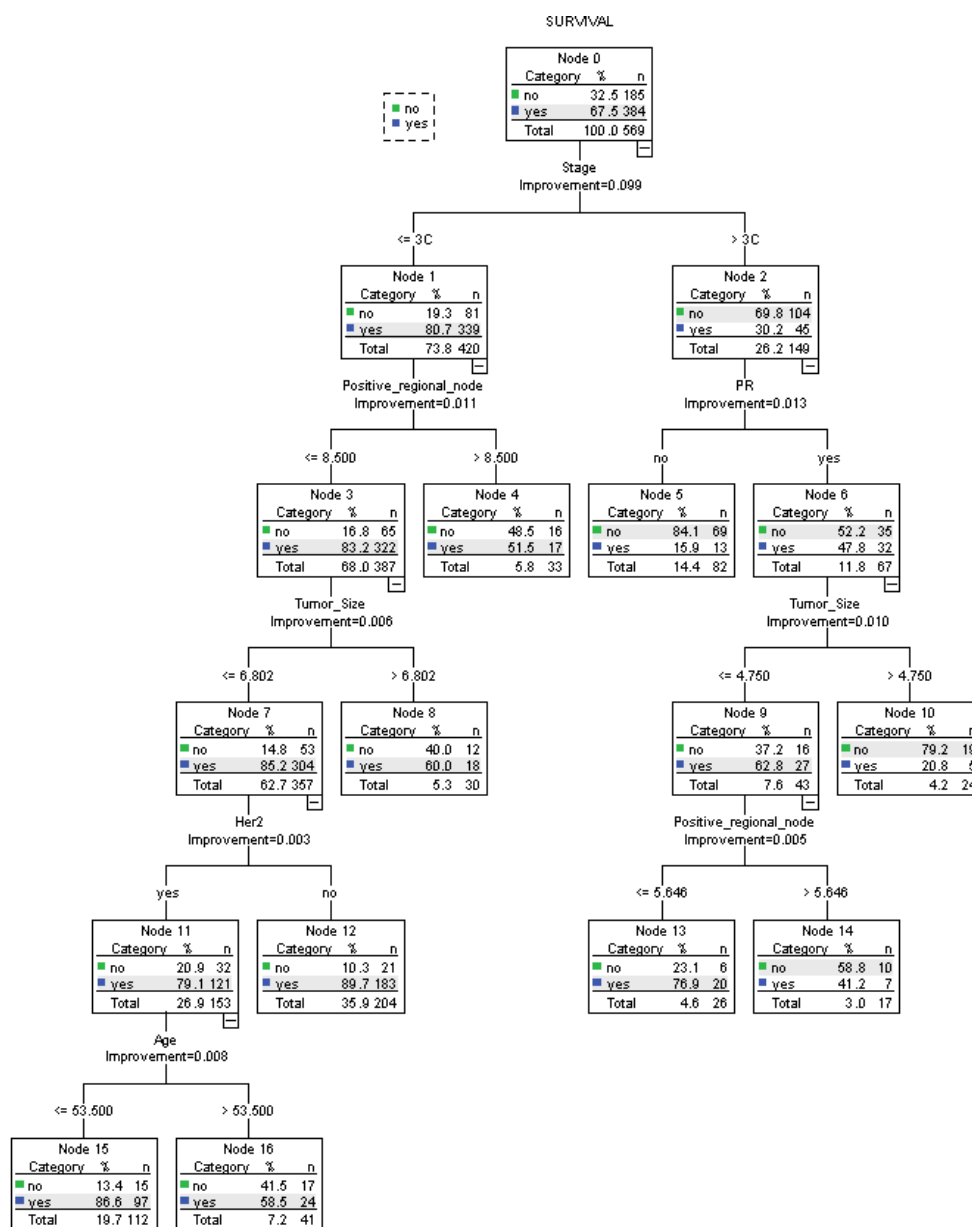 SURVIVAL
no
yes
Node 0
Category % n
no 32.5 185
yes 67.5 384
Total 100.0 569
Stage
Improvement=0.099
<= 3C
> 3C
Node 1
Category % n
no 19.3 81
yes 80.7 339
Total 73.8 420
Node 2
Category % n
no 69.8 104
yes 30.2 45
Total 26.2 149
Positive_regional_node
Improvement=0.011
PR
Improvement=0.013
<= 8.500
> 8.500
no
yes
Node 3
Category % n
no 16.8 65
yes 83.2 322
Total 68.0 387
Node 4
Category % n
no 48.5 16
yes 51.5 17
Total 5.8 33
Node 5
Category % n
no 84.1 69
yes 15.9 13
Total 14.4 82
Node 6
Category % n
no 52.2 35
yes 47.8 32
Total 11.8 67
Tumor_Size
Improvement=0.006
Tumor_Size
Improvement=0.010
<= 6.802
> 6.802
<= 4.750
> 4.750
Node 7
Category % n
no 14.8 53
yes 85.2 304
Total 62.7 357
Node 8
Category % n
no 40.0 12
yes 60.0 18
Total 5.3 30
Node 9
Category % n
no 37.2 16
yes 62.8 27
Total 7.6 43
Node 10
Category %
no 79.2
yes 20.8
Total 4.2
Her2
Improvement=0.003
Positive_regional_node
Improvement=0.005
yes
no
<= 5.646
> 5.646
Node 11
Category % n
no 20.9 32
yes 79.1 121
Total 26.9 153
Node 12
Category % n
no 10.3 21
yes 89.7 183
Total 35.9 204
Node 13
Category % n
no 23.1 6
yes 76.9 20
Total 4.6 26
Node 14
Category % n
no 58.8 10
yes 41.2 7
Total 3.0 17
Age
Improvement=0.008
<= 53.500
> 53.500
Node 15
Category % n
no 13.4 15
yes 86.6 97
Total 19.7 112
Node 16
Category % n
no 41.5 17
yes 58.5 24
Total 7.2 41